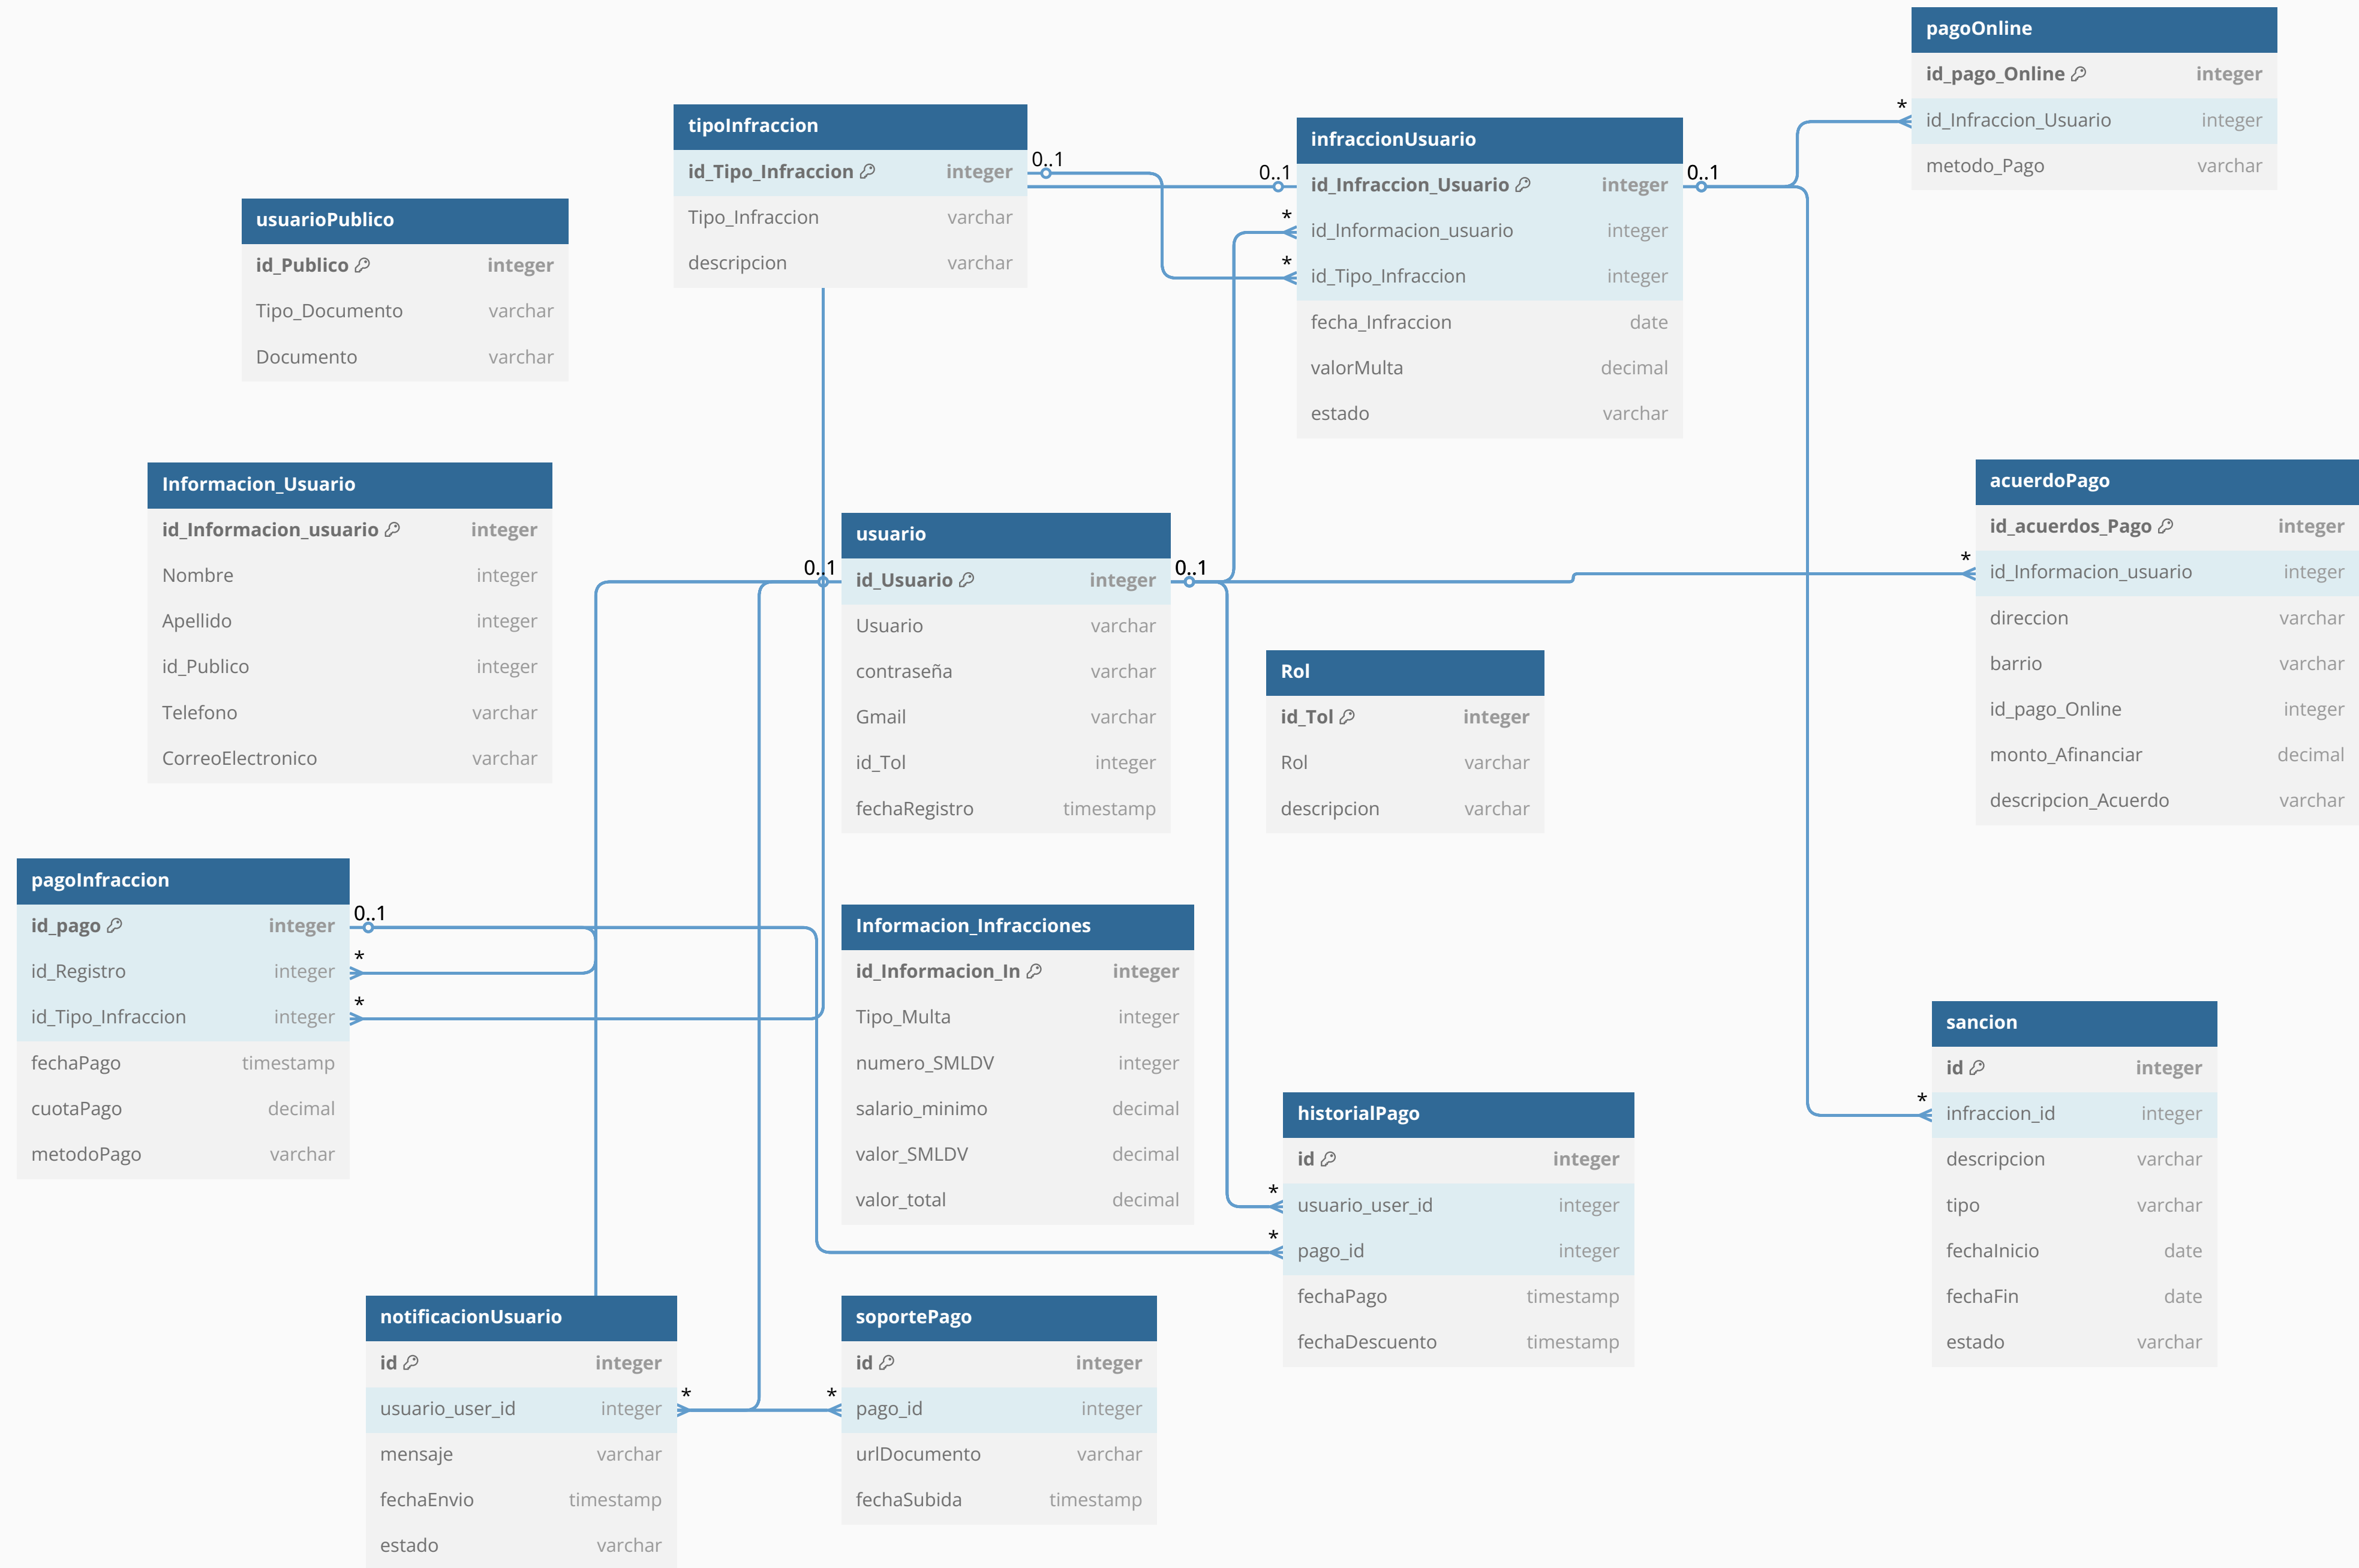 pagoOnline
id_pago_Online integer
* id_Infraccion_Usuario integer
metodo_Pago varchar
tipoInfraccion
id_Tipo_Infraccion integer 0..1
Tipo_Infraccion varchar
descripcion varchar
infraccionUsuario
0..1 id_Infraccion_Usuario integer 0..1
* id_Informacion_usuario integer
* id_Tipo_Infraccion integer
fecha_Infraccion date
valorMulta decimal
estado varchar
usuarioPublico
id_Publico integer
Tipo_Documento varchar
Documento varchar
Informacion_Usuario
id_Informacion_usuario integer
Nombre integer
Apellido integer
id_Publico integer
Telefono varchar
CorreoElectronico varchar
usuario
0..1 id_Usuario integer 0..1
Usuario varchar
contraseña varchar
Gmail varchar
id_Tol integer
fechaRegistro timestamp
acuerdoPago
id_acuerdos_Pago integer
* id_Informacion_usuario integer
direccion varchar
barrio varchar
id_pago_Online integer
monto_Afinanciar decimal
descripcion_Acuerdo varchar
Rol
id_Tol integer
Rol varchar
descripcion varchar
pagoInfraccion
id_pago integer 0..1
id_Registro integer *
id_Tipo_Infraccion integer *
fechaPago timestamp
cuotaPago decimal
metodoPago varchar
Informacion_Infracciones
id_Informacion_In integer
Tipo_Multa integer
numero_SMLDV integer
salario_minimo decimal
valor_SMLDV decimal
valor_total decimal
sancion
id integer
* infraccion_id integer
descripcion varchar
tipo varchar
fechaInicio date
fechaFin date
estado varchar
historialPago
id integer
* usuario_user_id integer
* pago_id integer
fechaPago timestamp
fechaDescuento timestamp
notificacionUsuario
id integer
usuario_user_id integer *
mensaje varchar
fechaEnvio timestamp
estado varchar
soportePago
id integer
* pago_id integer
urlDocumento varchar
fechaSubida timestamp